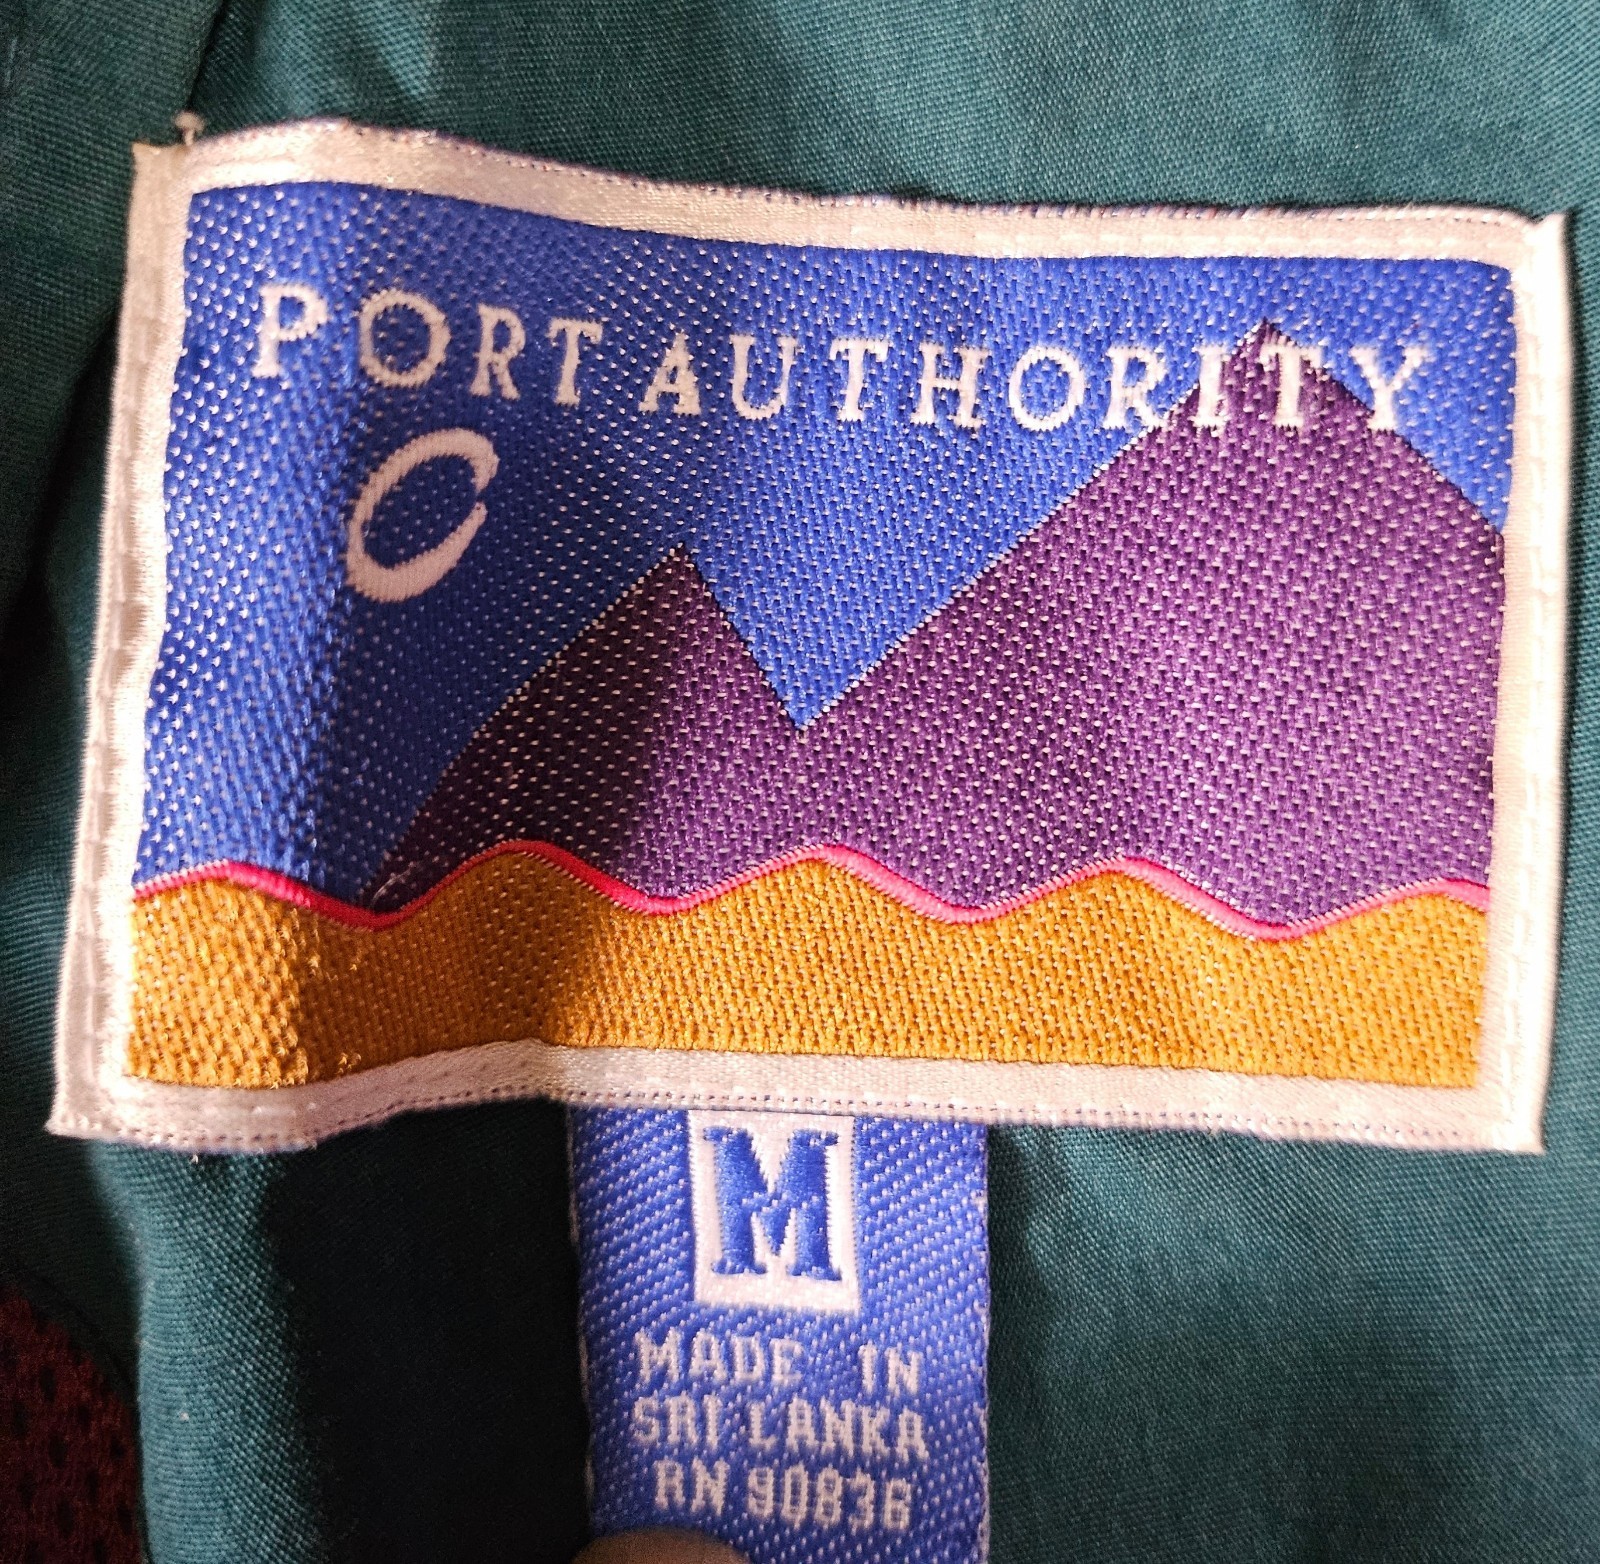 PORT AUTHORITY
M
MADE IN
SRI LANKA
RN 90836